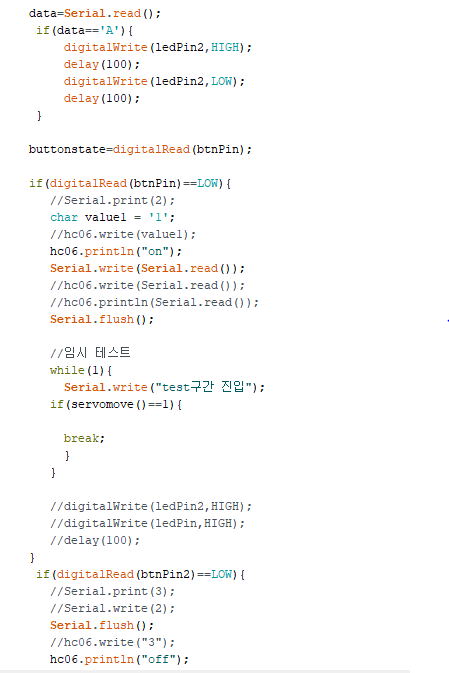 data=Serial.read();
if(data=='A'){
digitalWrite(ledPin2,HIGH);
delay(100);
digitalWrite(ledPin2,LOW);
delay(100);
}
buttonstate=digitalRead(btnPin);
if(digitalRead(btnPin)==LOW){
//Serial.print(2);
char value1 = '1';
//hc06.write(value1);
hc06.println("on");
Serial.write(Serial.read());
//hc06.write(Serial.read());
//hc06.println(Serial.read());
Serial.flush();
//임시 테스트
while(1){
Serial.write("test구간 진입");
if(servomove()==1){
break;
}
}
//digitalWrite(ledPin2,HIGH);
//digitalWrite(ledPin,HIGH);
//delay(100);
}
if(digitalRead(btnPin2)==LOW){
//Serial.print(3);
//Serial.write(2);
Serial.flush();
//hc06.write("3");
hc06.println("off");